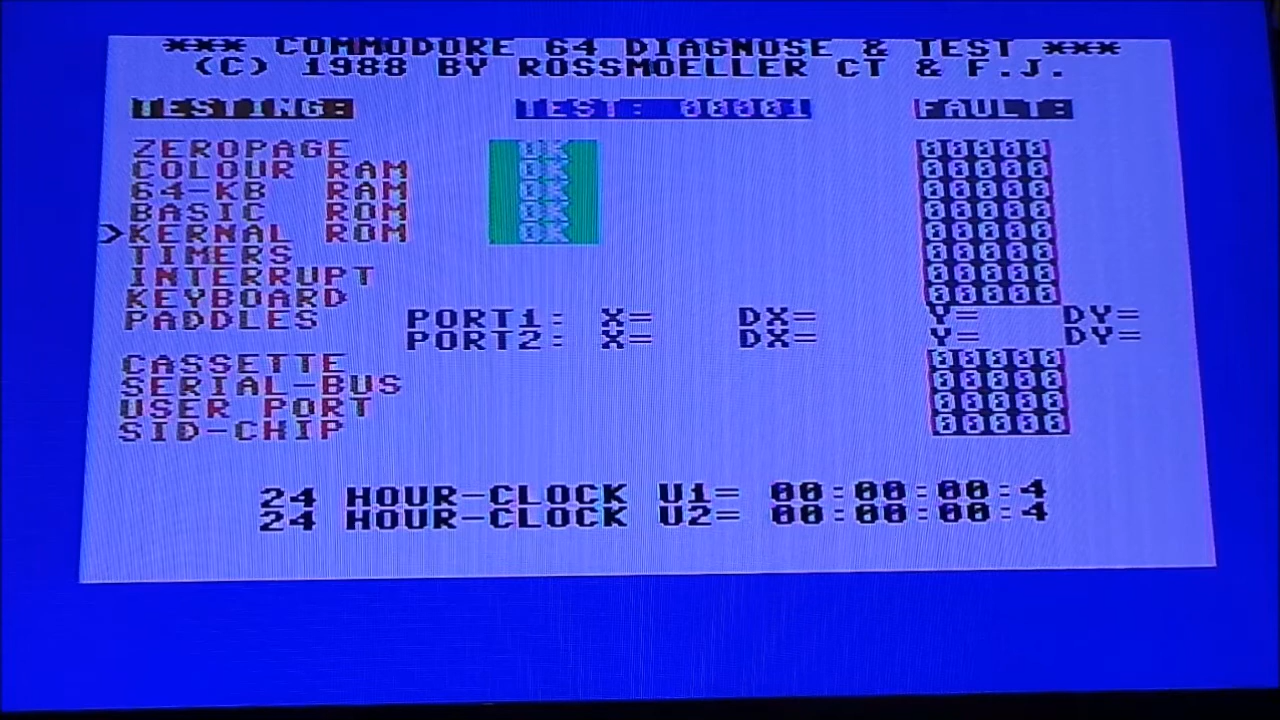 *** COMMODORE 64 DIAGNOSE & TEST ***
(C) 1988 BY ROSSMOELLER CT & F.J.
TESTING: TEST: 00001 FAULT:
ZEROPAGE OK 00000
COLOUR RAM OK 00000
64-KB RAM OK 00000
BASIC ROM OK 00000
>KERNAL ROM OK 00000
TIMERS 00000
INTERRUPT 00000
KEYBOARD 00000
PADDLES PORT1: X= DX= Y= DY=
PORT2: X= DX= Y= DY=
CASSETTE 00000
SERIAL-BUS 00000
USER PORT 00000
SID-CHIP 00000
24 HOUR-CLOCK U1= 00:00:00:4
24 HOUR-CLOCK U2= 00:00:00:4